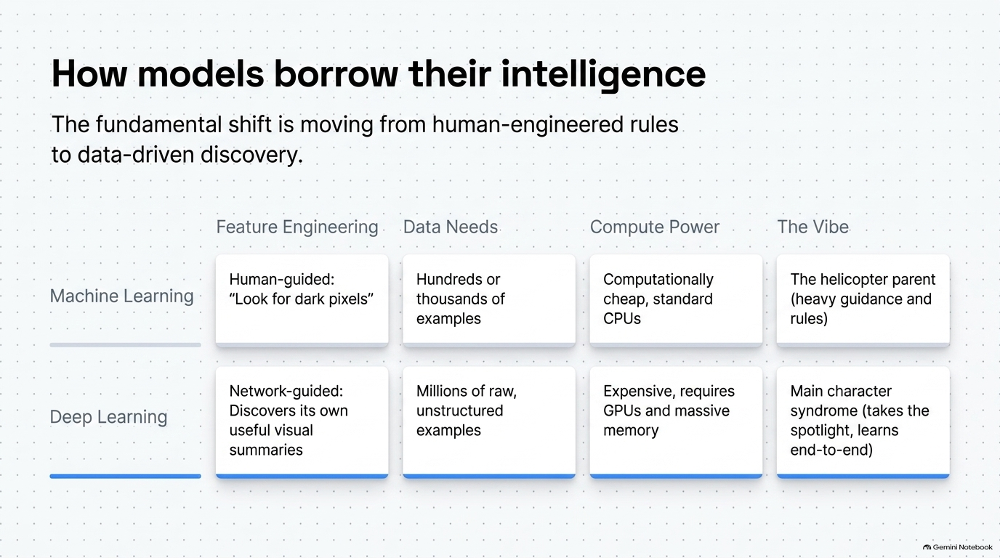 How models borrow their intelligence
The fundamental shift is moving from human-engineered rules
to data-driven discovery.
Feature Engineering
Data Needs
Compute Power
The Vibe
Machine Learning
Human-guided:
“Look for dark pixels”
Hundreds or
thousands of
examples
Computationally
cheap, standard
CPUs
The helicopter parent
(heavy guidance and
rules)
Deep Learning
Network-guided:
Discovers its own
useful visual
summaries
Millions of raw,
unstructured
examples
Expensive, requires
GPUs and massive
memory
Main character
syndrome (takes the
spotlight, learns
end-to-end)
Gemini Notebook